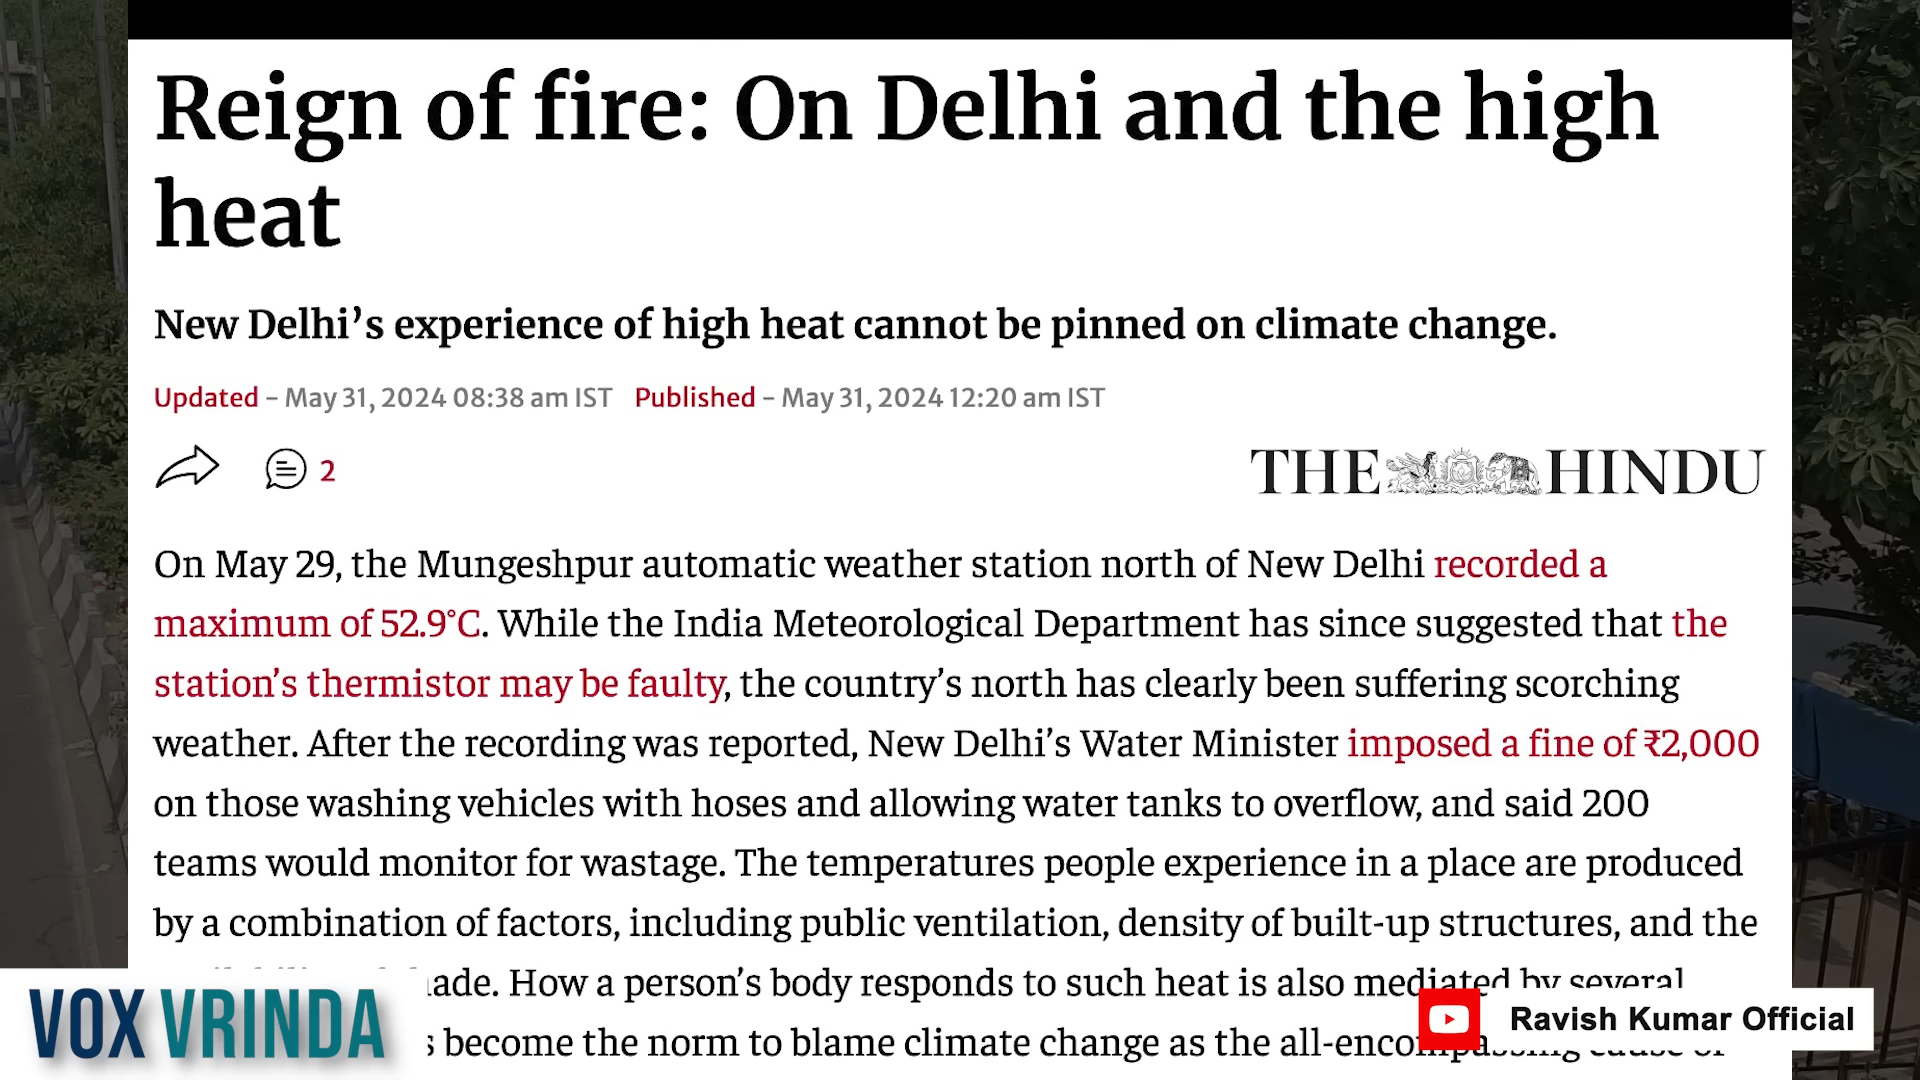 Reign of fire: On Delhi and the high
heat
New Delhi’s experience of high heat cannot be pinned on climate change.
Updated - May 31, 2024 08:38 am IST Published - May 31, 2024 12:20 am IST
2
THE HINDU
On May 29, the Mungeshpur automatic weather station north of New Delhi recorded a
maximum of 52.9°C. While the India Meteorological Department has since suggested that the
station’s thermistor may be faulty, the country’s north has clearly been suffering scorching
weather. After the recording was reported, New Delhi’s Water Minister imposed a fine of ₹2,000
on those washing vehicles with hoses and allowing water tanks to overflow, and said 200
teams would monitor for wastage. The temperatures people experience in a place are produced
by a combination of factors, including public ventilation, density of built-up structures, and the
How a person’s body responds to such heat is also mediated by several
become the norm to blame climate change as the all-encompassing cause of
VOX VRINDA
Ravish Kumar Official